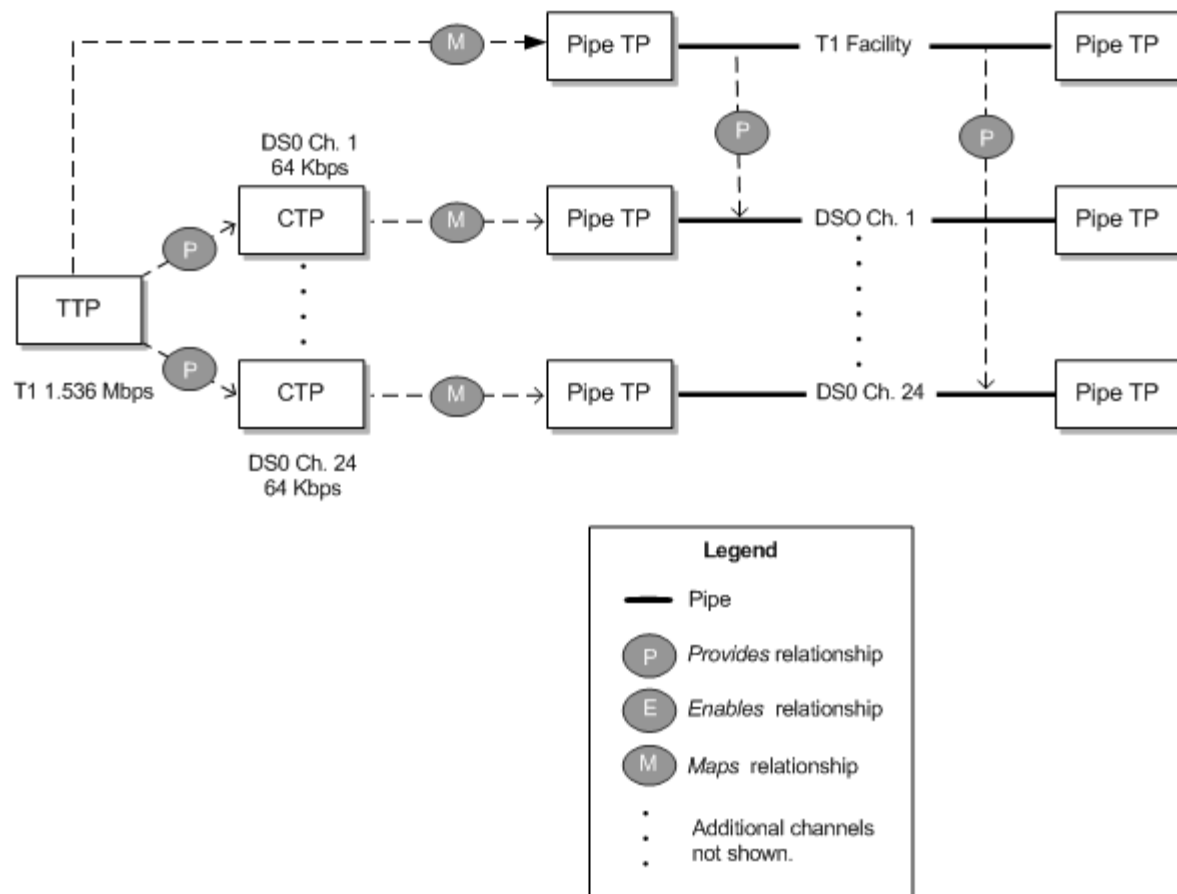 M
Pipe TP
T1 Facility
Pipe TP
P
P
DS0 Ch. 1
64 Kbps
CTP
M
Pipe TP
DSO Ch. 1
Pipe TP
P
TTP
T1 1.536 Mbps
P
CTP
M
Pipe TP
DS0 Ch. 24
Pipe TP
DS0 Ch. 24
64 Kbps
Legend
Pipe
P Provides relationship
E Enables relationship
M Maps relationship
Additional channels
not shown.